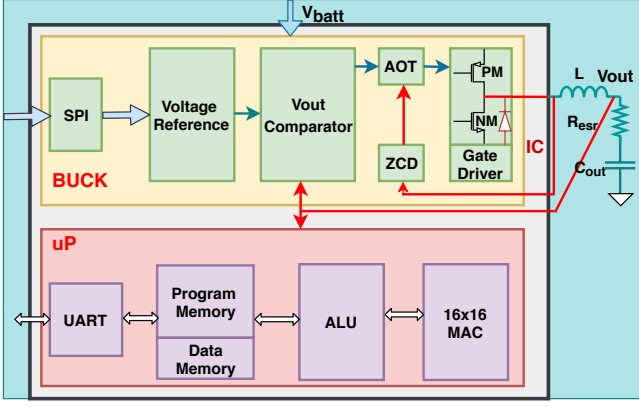 Vbatt
SPI
Voltage
Reference
Vout
Comparator
AOT
ZCD
PM
NM
Gate
Driver
BUCK
IC
L
Vout
Resr
Cout
uP
UART
Program
Memory
Data
Memory
ALU
16x16
MAC